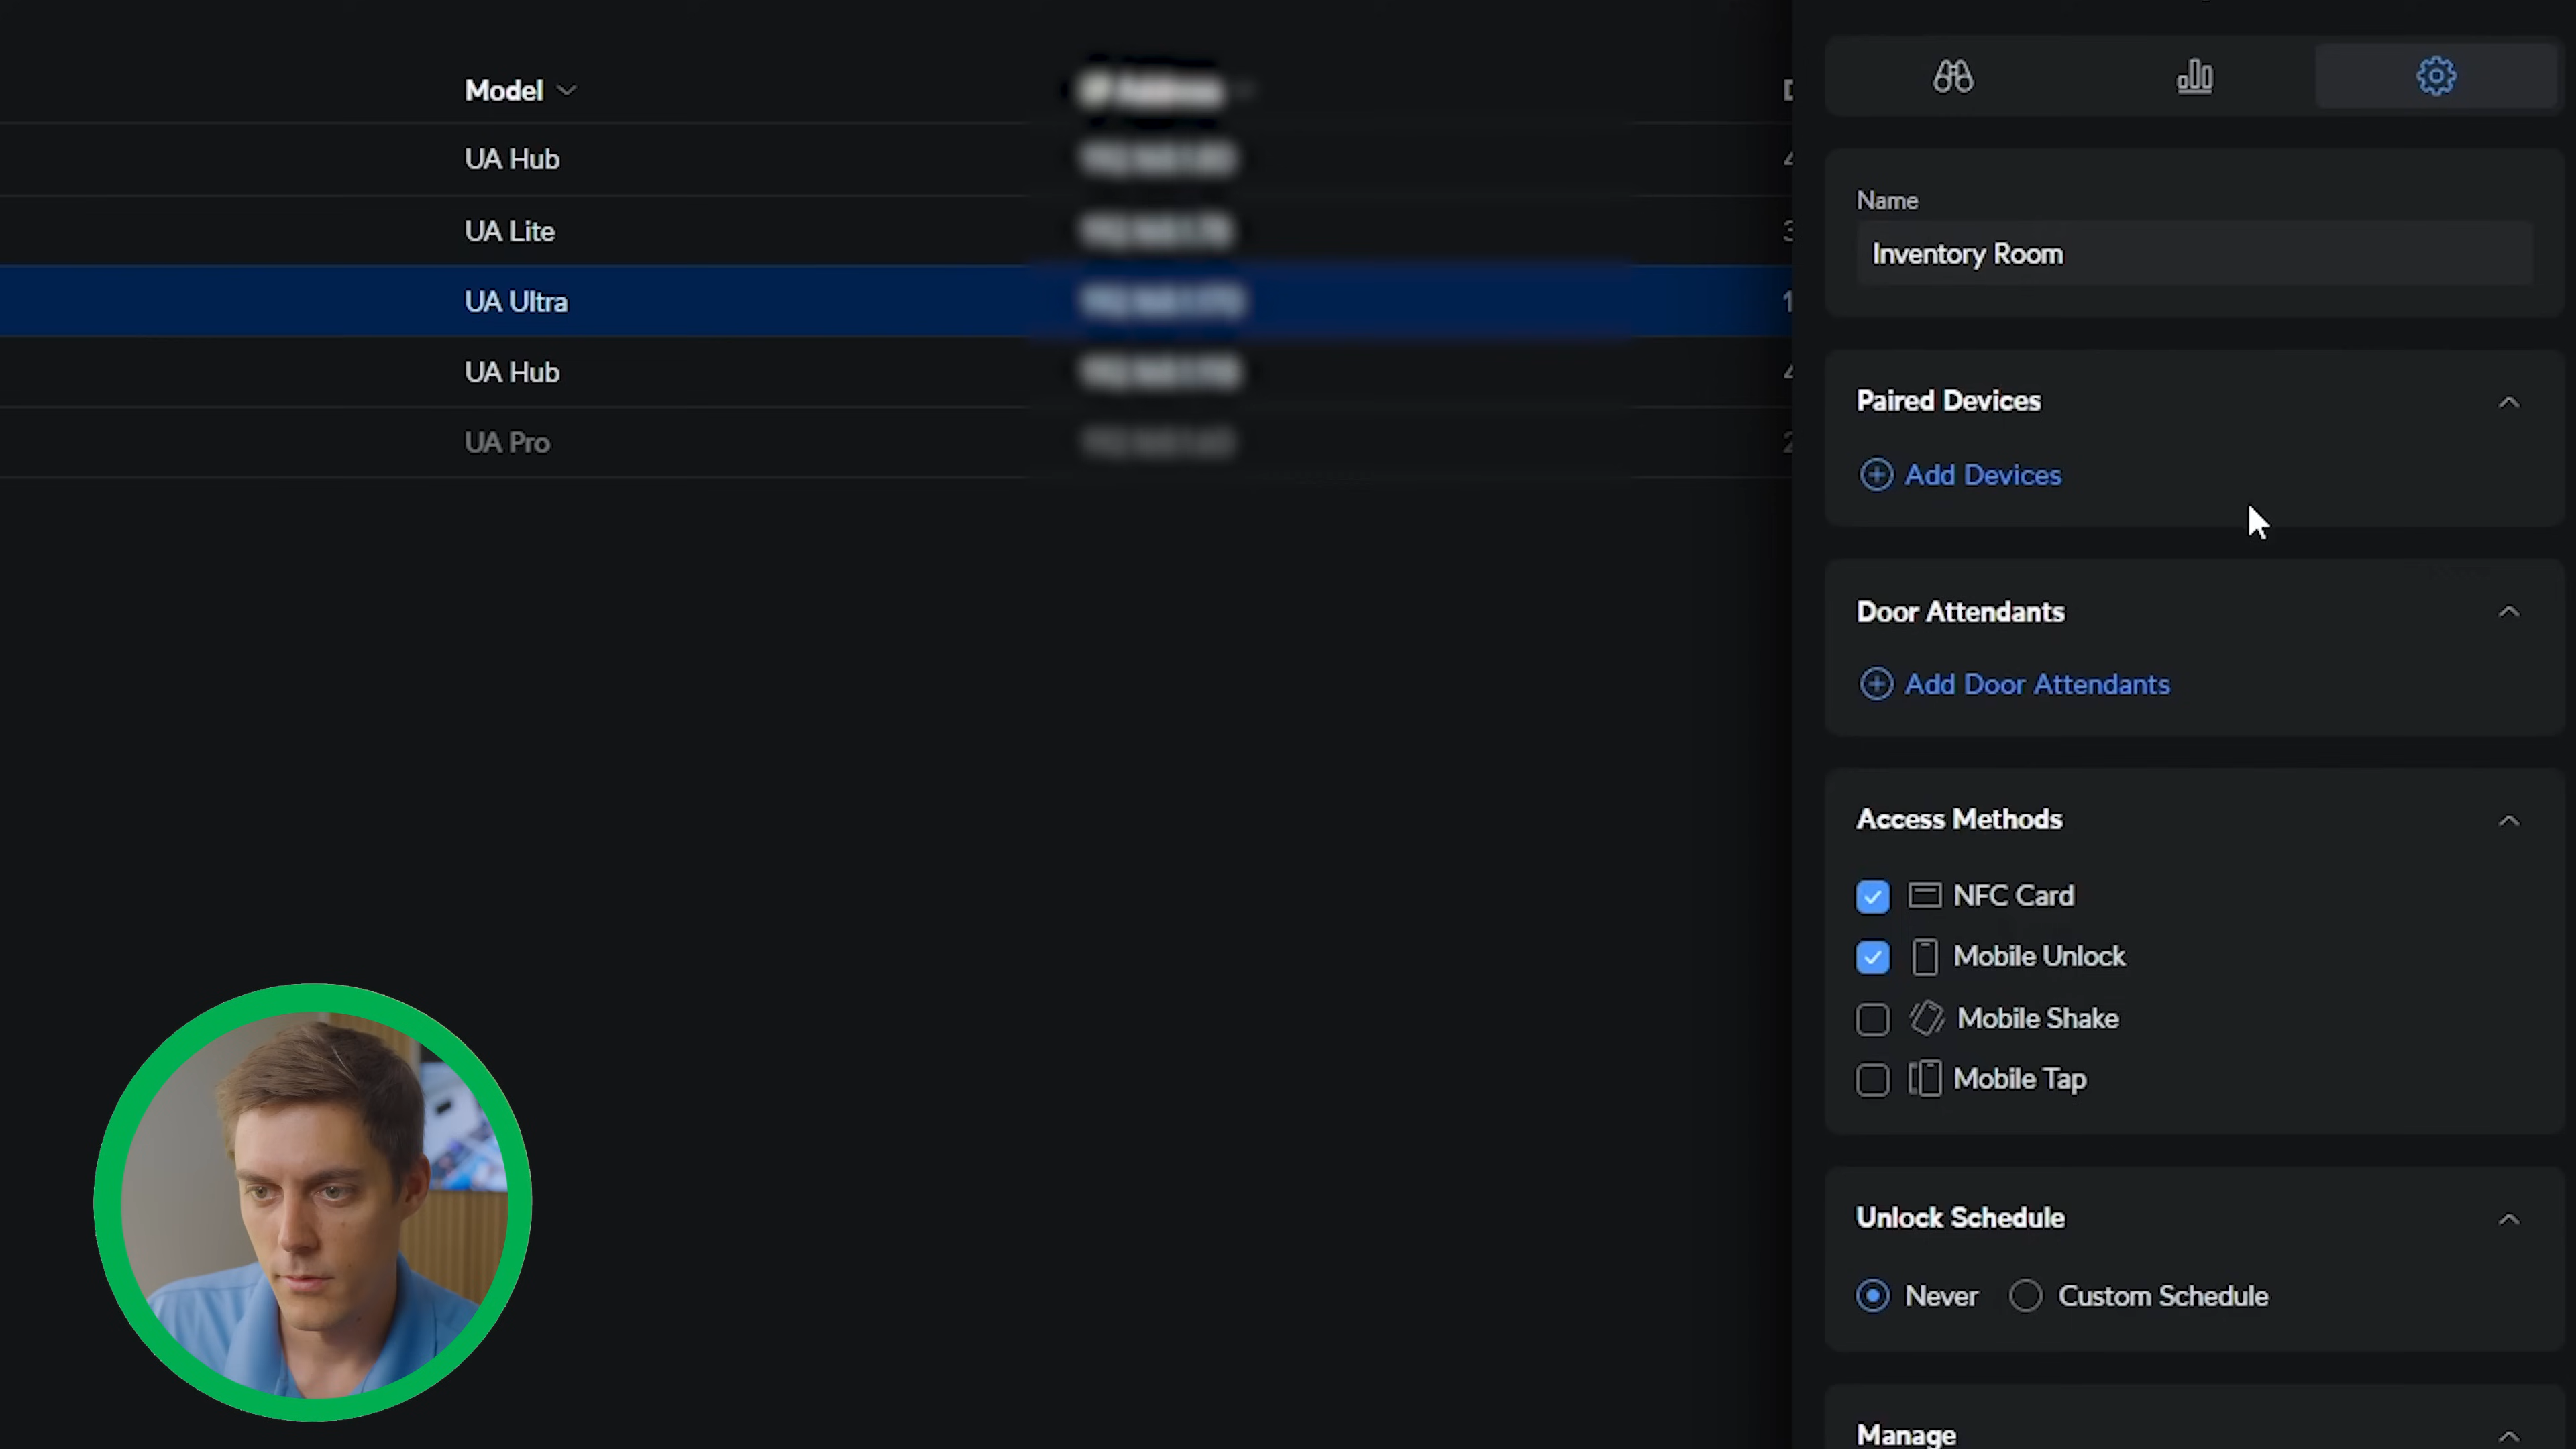 Model
UA Hub
UA Lite
UA Ultra
UA Hub
UA Pro
Name
Inventory Room
Paired Devices
Add Devices
Door Attendants
Add Door Attendants
Access Methods
NFC Card
Mobile Unlock
Mobile Shake
Mobile Tap
Unlock Schedule
Never Custom Schedule
Manage